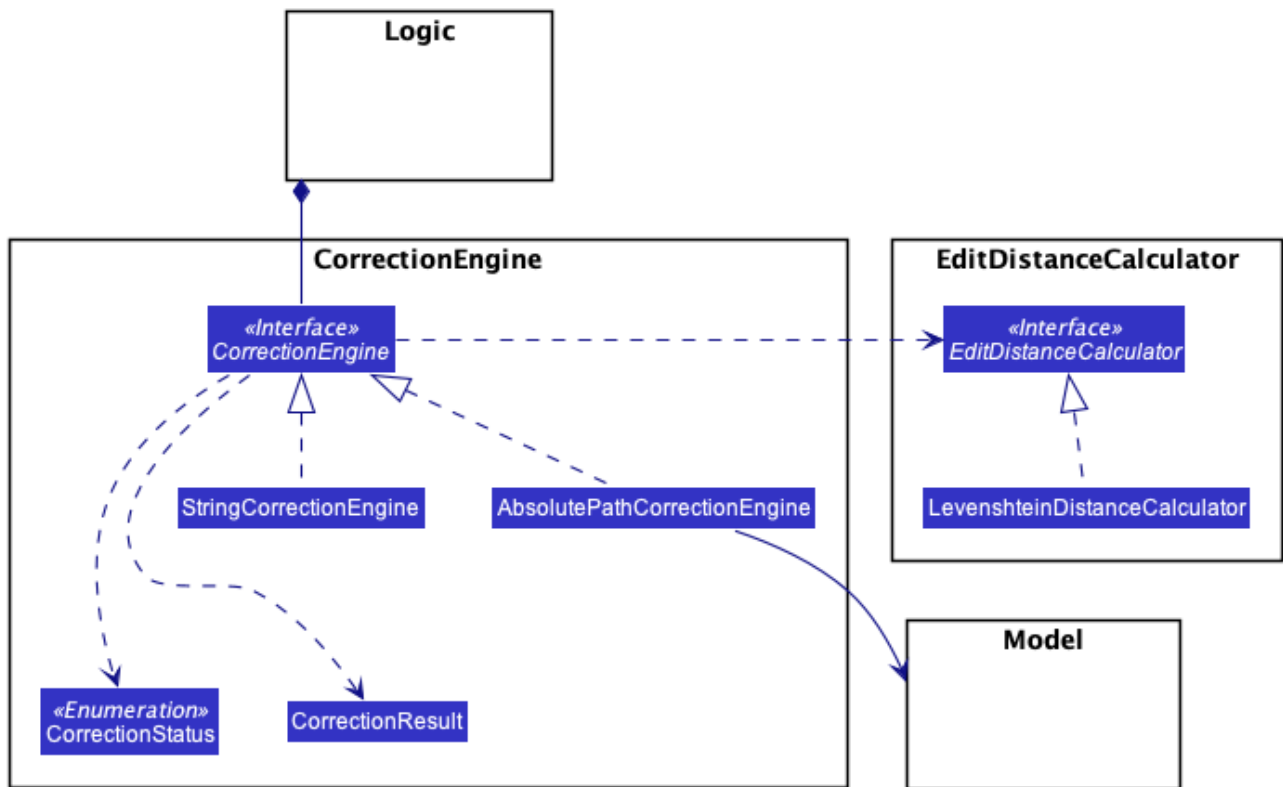 Logic
CorrectionEngine
EditDistanceCalculator
«Interface»
CorrectionEngine
«Interface»
EditDistanceCalculator
StringCorrectionEngine
AbsolutePathCorrectionEngine
LevenshteinDistanceCalculator
Model
«Enumeration»
CorrectionStatus
CorrectionResult